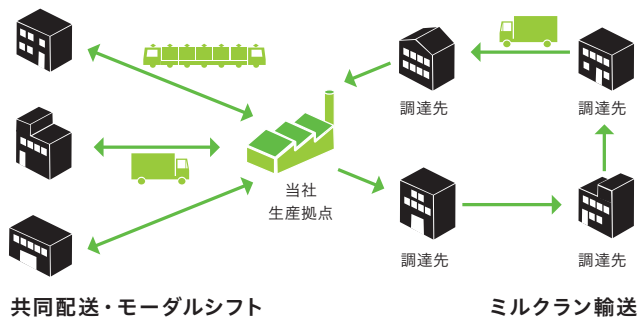 調達先
調達先
当社
生産拠点
調達先
調達先
共同配送・モーダルシフト
ミルクラン輸送